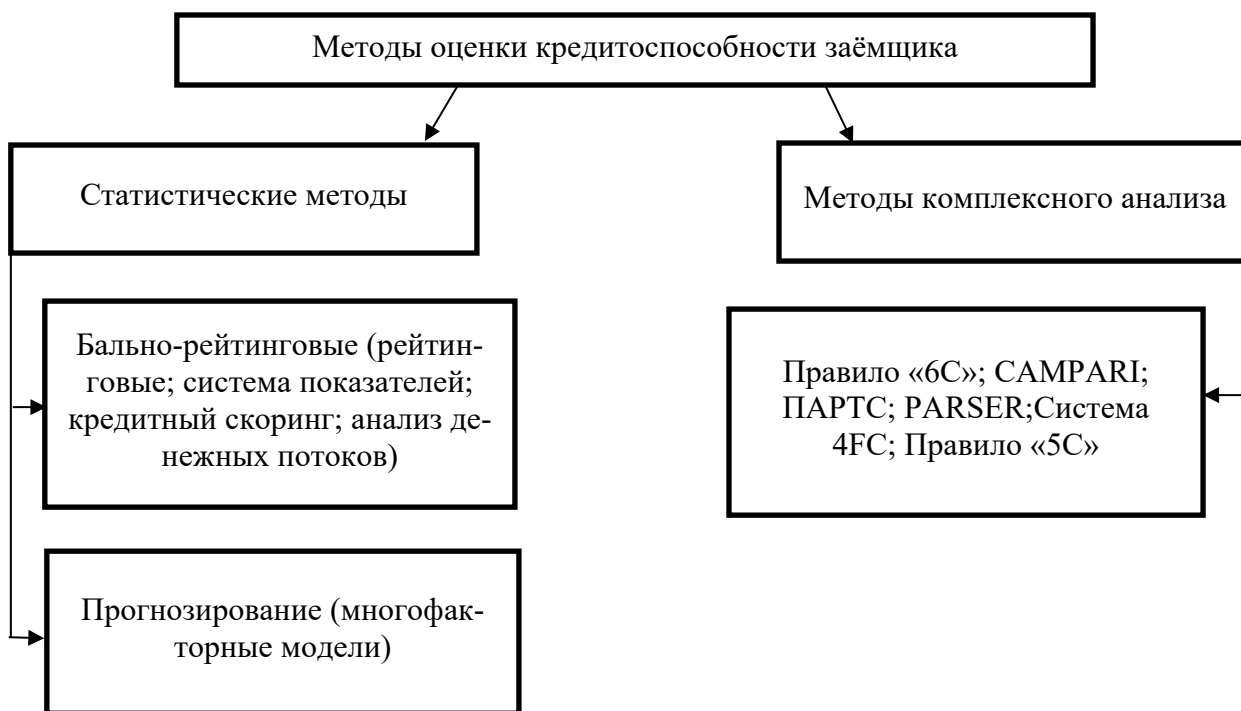 Методы оценки кредитоспособности заёмщика
Статистические методы
Методы комплексного анализа
Бально-рейтинговые (рейтин-
говые; система показателей;
кредитный скоринг; анализ де-
нежных потоков)
Правило «6С»; CAMPARI;
ПАРТС; PARSER;Система
4FC; Правило «5С»
Прогнозирование (многофак-
торные модели)